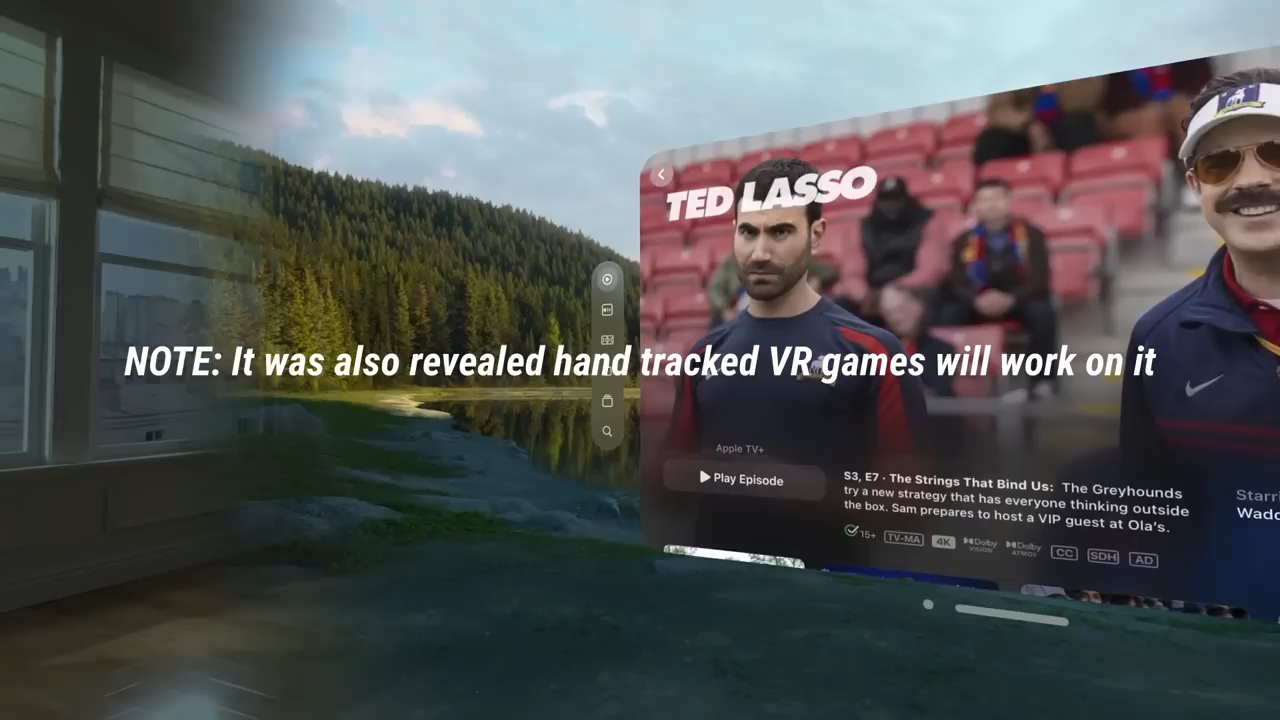 TED LASSO
NOTE: It was also revealed hand tracked VR games will work on it
Apple TV+
Play Episode
S3, E7 · The Strings That Bind Us: The Greyhounds
try a new strategy that has everyone thinking outside
the box. Sam prepares to host a VIP guest at Ola's.
15+ TV-MA 4K Dolby VISION Dolby ATMOS CC SDH AD
Starri
Wadd